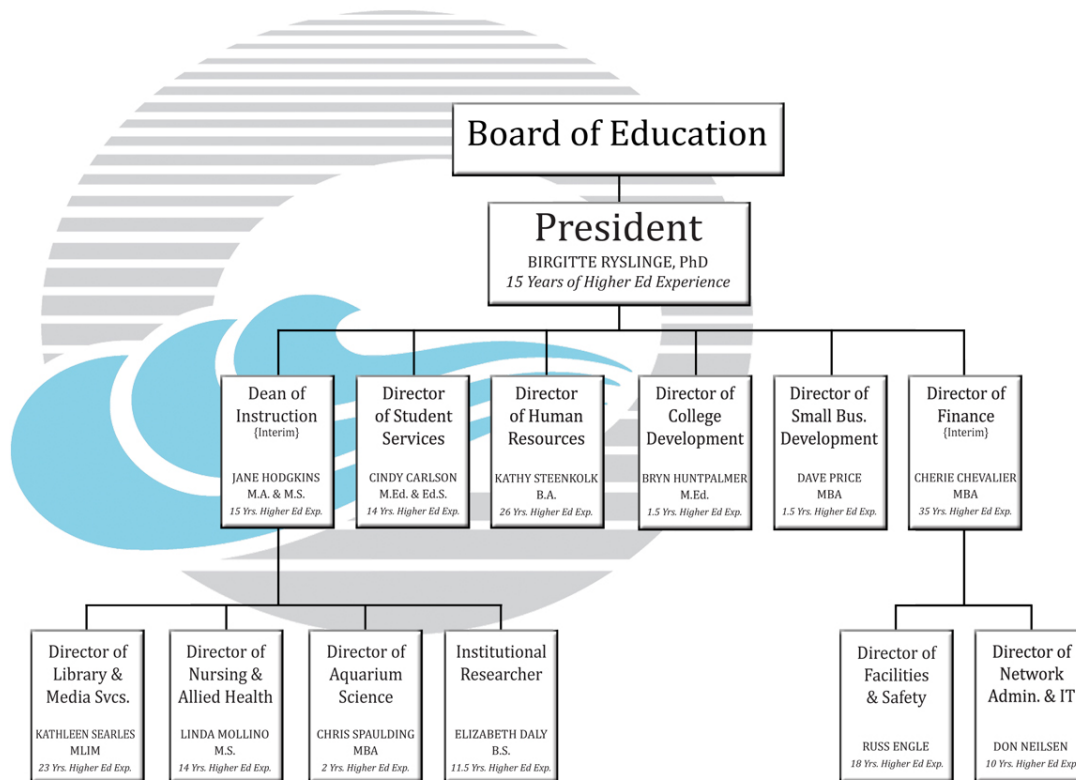 Board of Education
President
BIRGITTE RYSLINGE, PhD
15 Years of Higher Ed Experience
Dean of
Instruction
{Interim}
JANE HODGKINS
M.A. & M.S.
15 Yrs. Higher Ed Exp.
Director
of Student
Services
CINDY CARLSON
M.Ed. & Ed.S.
14 Yrs. Higher Ed Exp.
Director
of Human
Resources
KATHY STEENKOLK
B.A.
26 Yrs. Higher Ed Exp.
Director of
College
Development
BRYN HUNTPALMER
M.Ed.
1.5 Yrs. Higher Ed Exp.
Director of
Small Bus.
Development
DAVE PRICE
MBA
1.5 Yrs. Higher Ed Exp.
Director of
Finance
{Interim}
CHERIE CHEVALIER
MBA
35 Yrs. Higher Ed Exp.
Director of
Library &
Media Svcs.
KATHLEEN SEARLES
MLIM
23 Yrs. Higher Ed Exp.
Director of
Nursing &
Allied Health
LINDA MOLLINO
M.S.
14 Yrs. Higher Ed Exp.
Director of
Aquarium
Science
CHRIS SPAULDING
MBA
2 Yrs. Higher Ed Exp.
Institutional
Researcher
ELIZABETH DALY
B.S.
11.5 Yrs. Higher Ed Exp.
Director of
Facilities
& Safety
RUSS ENGLE
18 Yrs. Higher Ed Exp.
Director of
Network
Admin. & IT
DON NEILSEN
10 Yrs. Higher Ed Exp.